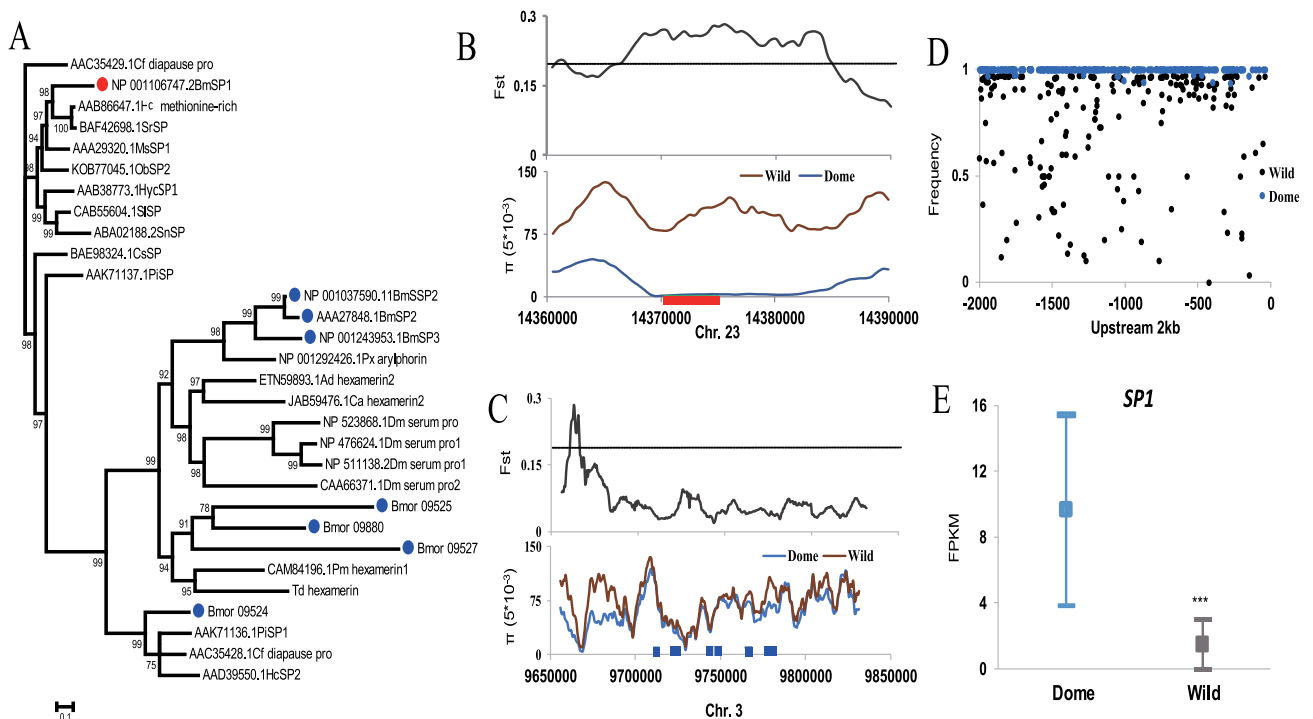 A
AAC35429.1Cf diapause pro
NP 001106747.2BmSP1
AAB86647.1Hc methionine-rich
BAF42698.1SrSP
AAA29320.1MsSP1
KOB77045.1ObSP2
AAB38773.1HycSP1
CAB55604.1SlSP
ABA02188.2SnSP
BAE98324.1CsSP
AAK71137.1PiSP
NP 001037590.11BmSSP2
AAA27848.1BmSP2
NP 001243953.1BmSP3
NP 001292426.1Px arylphorin
ETN59893.1Ad hexamerin2
JAB59476.1Ca hexamerin2
NP 523868.1Dm serum pro
NP 476624.1Dm serum pro1
NP 511138.2Dm serum pro1
CAA66371.1Dm serum pro2
Bmor 09525
Bmor 09880
Bmor 09527
CAM84196.1Pm hexamerin1
Td hexamerin
Bmor 09524
AAK71136.1PiSP1
AAC35428.1Cf diapause pro
AAD39550.1HcSP2
98
97
100
94
98
99
99
98
97
99
99
98
92
97
98
99
99
98
99
78
91
94
95
99
99
75
0.1
B
0.3
0.15
0
Fst
150
75
0
π (5*10⁻³)
Wild
Dome
14360000
14370000
14380000
14390000
Chr. 23
C
0.3
0.15
0
Fst
150
75
0
π (5*10⁻³)
Dome
Wild
9650000
9700000
9750000
9800000
9850000
Chr. 3
D
1
0.5
0
Frequency
Wild
Dome
-2000
-1500
-1000
-500
0
Upstream 2kb
E
SP1
16
12
8
4
0
FPKM
***
Dome
Wild